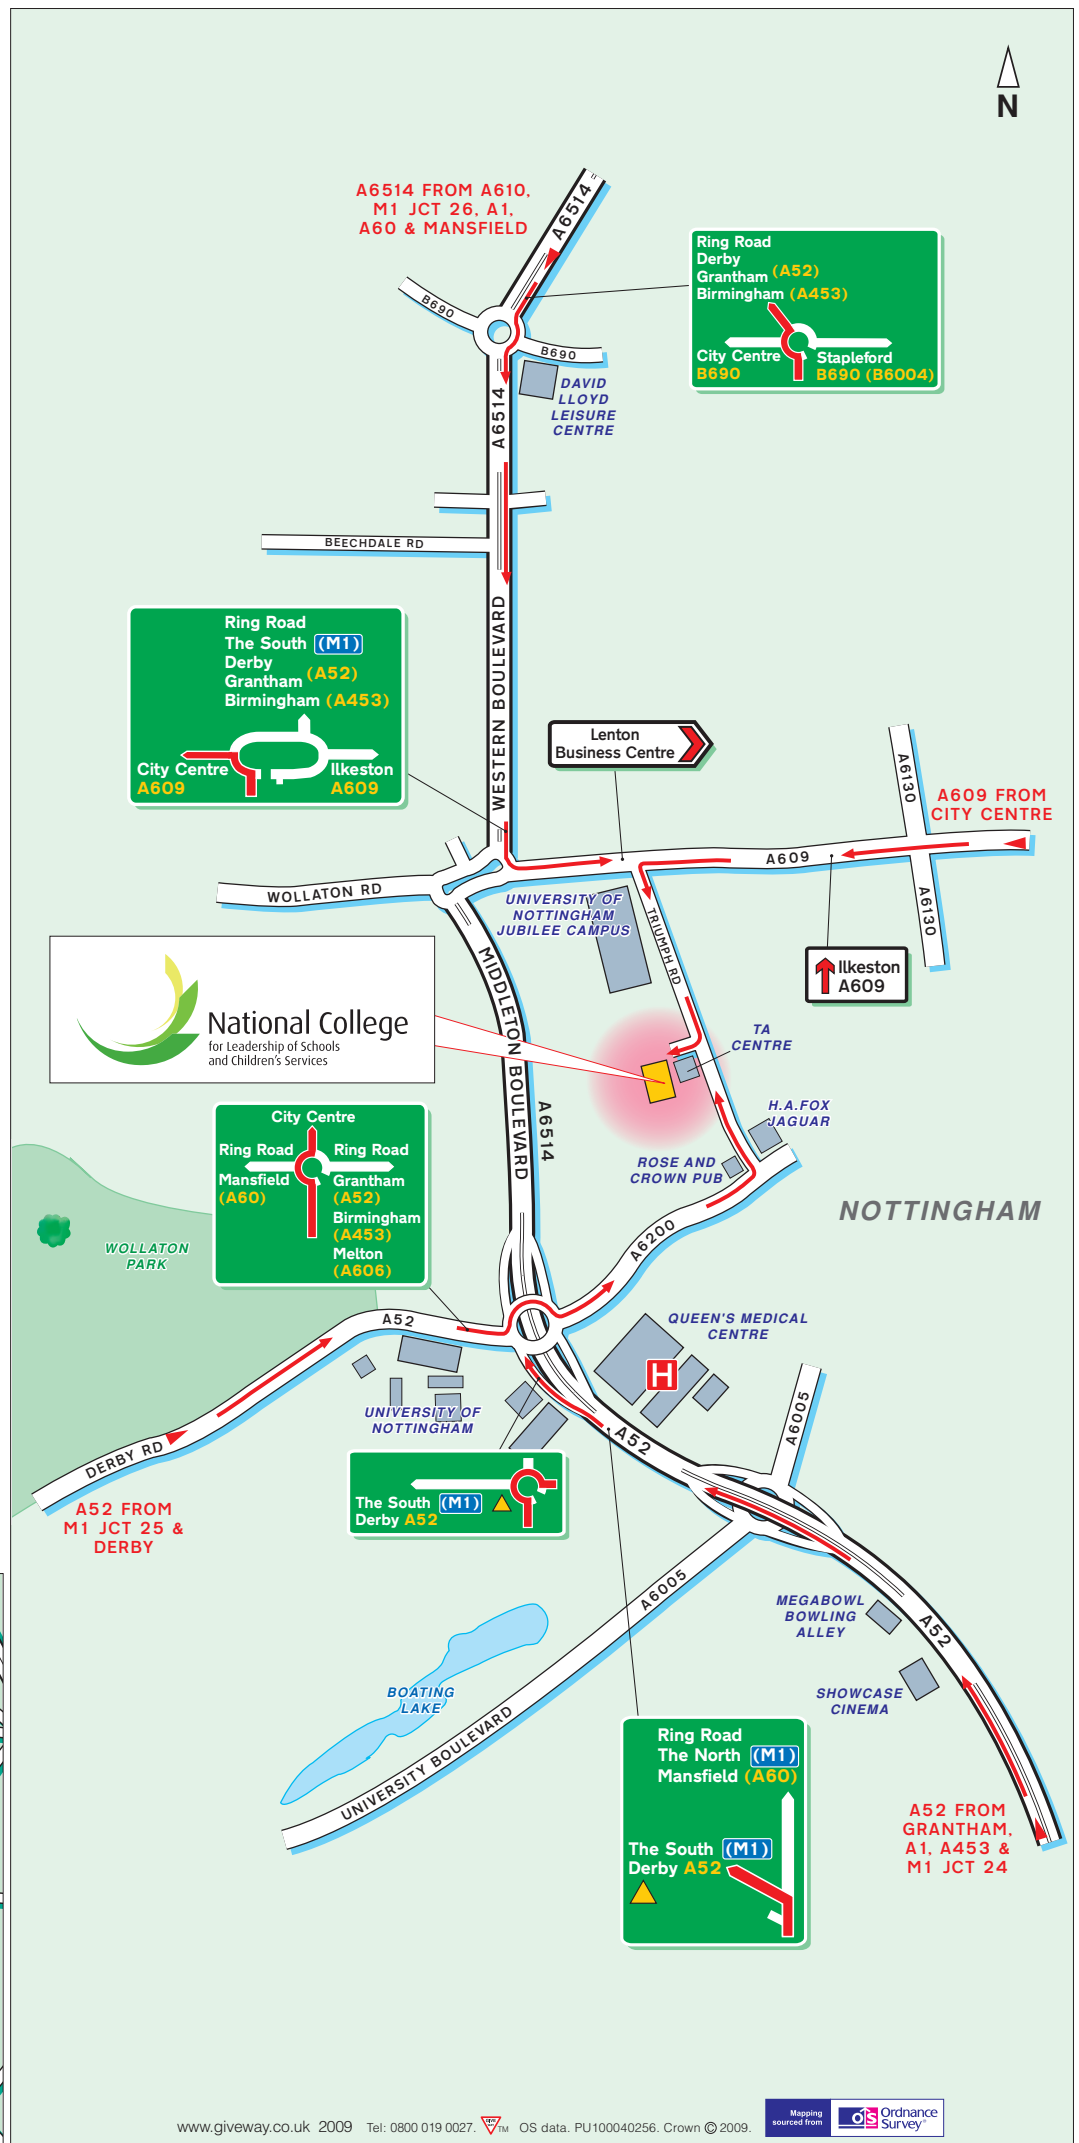 N
A6514 FROM A610,
M1 JCT 26, A1,
A60 & MANSFIELD
A6514
Ring Road
Derby
Grantham (A52)
Birmingham (A453)
City Centre
B690
Stapleford
B690 (B6004)
B690
B690
DAVID
LLOYD
LEISURE
CENTRE
A6514
BEECHDALE RD
WESTERN BOULEVARD
Ring Road
The South (M1)
Derby
Grantham (A52)
Birmingham (A453)
City Centre
A609
Ilkeston
A609
Lenton
Business Centre
A6130
A609 FROM
CITY CENTRE
A609
WOLLATON RD
UNIVERSITY OF
NOTTINGHAM
JUBILEE CAMPUS
TRIUMPH RD
A6130
Ilkeston
A609
MIDDLETON BOULEVARD
National College
for Leadership of Schools
and Children's Services
TA
CENTRE
A6514
H.A.FOX
JAGUAR
ROSE AND
CROWN PUB
City Centre
Ring Road
Mansfield
(A60)
Ring Road
Grantham
(A52)
Birmingham
(A453)
Melton
(A606)
NOTTINGHAM
WOLLATON
PARK
A6200
A52
QUEEN'S MEDICAL
CENTRE
H
UNIVERSITY OF
NOTTINGHAM
A6005
DERBY RD
A52
A52 FROM
M1 JCT 25 &
DERBY
The South (M1)
Derby A52
A6005
MEGABOWL
BOWLING
ALLEY
A52
SHOWCASE
CINEMA
BOATING
LAKE
UNIVERSITY BOULEVARD
Ring Road
The North (M1)
Mansfield (A60)
The South (M1)
Derby A52
A52 FROM
GRANTHAM,
A1, A453 &
M1 JCT 24
www.giveway.co.uk 2009 Tel: 0800 019 0027. GIVE WAY TM OS data. PU100040256. Crown © 2009.
Mapping
sourced from
OS Ordnance
Survey®